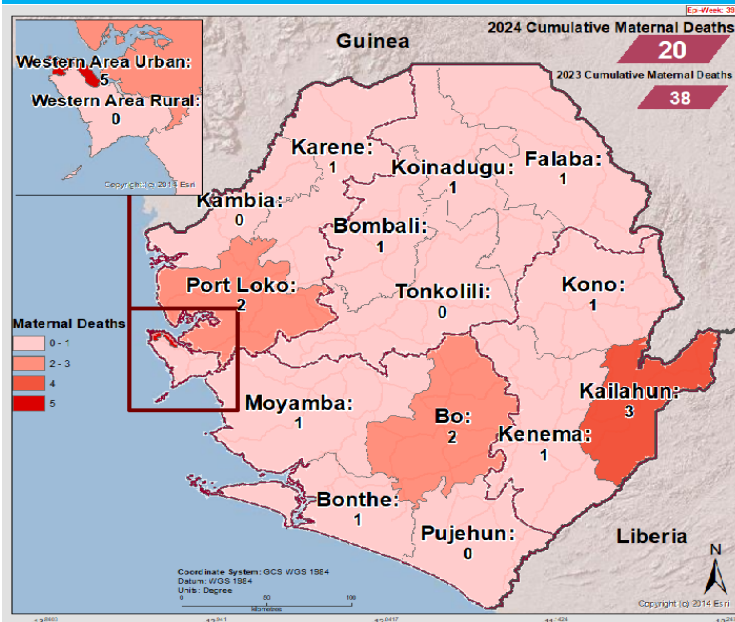 Epi-Week: 39
2024 Cumulative Maternal Deaths
20
2023 Cumulative Maternal Deaths
38
Guinea
Western Area Urban:
5
Western Area Rural:
0
Copyright:(c) 2014 Esri
Karene:
1
Koinadugu:
1
Falaba:
1
Kambia:
0
Bombali:
1
Port Loko:
2
Tonkolili:
0
Kono:
1
Maternal Deaths
0 - 1
2 - 3
4
5
Moyamba:
1
Bo:
2
Kenema:
1
Kailahun:
3
Bonthe:
1
Pujehun:
0
Liberia
N
Coordinate System: GCS WGS 1984
Datum: WGS 1984
Units: Degree
0 50 100
Kilometers
Copyright:(c) 2014 Esri